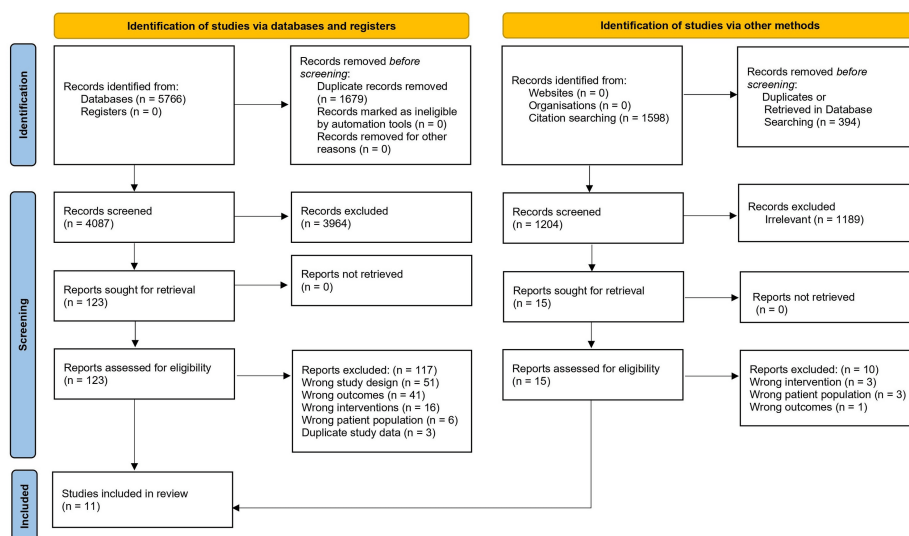 Identification of studies via databases and registers
Identification of studies via other methods
Identification
Records identified from:
Databases (n = 5766)
Registers (n = 0)
Records removed before
screening:
Duplicate records removed
(n = 1679)
Records marked as ineligible
by automation tools (n = 0)
Records removed for other
reasons (n = 0)
Records identified from:
Websites (n = 0)
Organisations (n = 0)
Citation searching (n = 1598)
Records removed before
screening:
Duplicates or
Retrieved in Database
Searching (n = 394)
Screening
Records screened
(n = 4087)
Records excluded
(n = 3964)
Records screened
(n = 1204)
Records excluded
Irrelevant (n = 1189)
Reports sought for retrieval
(n = 123)
Reports not retrieved
(n = 0)
Reports sought for retrieval
(n = 15)
Reports not retrieved
(n = 0)
Reports assessed for eligibility
(n = 123)
Reports excluded: (n = 117)
Wrong study design (n = 51)
Wrong outcomes (n = 41)
Wrong interventions (n = 16)
Wrong patient population (n = 6)
Duplicate study data (n = 3)
Reports assessed for eligibility
(n = 15)
Reports excluded: (n = 10)
Wrong intervention (n = 3)
Wrong patient population (n = 3)
Wrong outcomes (n = 1)
Included
Studies included in review
(n = 11)